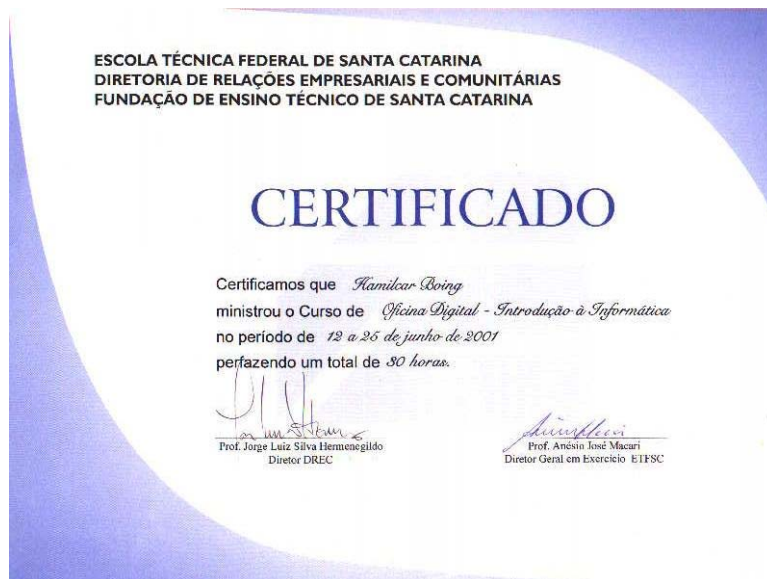 ESCOLA TÉCNICA FEDERAL DE SANTA CATARINA
DIRETORIA DE RELAÇÕES EMPRESARIAIS E COMUNITÁRIAS
FUNDAÇÃO DE ENSINO TÉCNICO DE SANTA CATARINA
CERTIFICADO
Certificamos que Hamilcar Boing
ministrou o Curso de Oficina Digital - Introdução à Informática
no período de 12 a 25 de junho de 2001
perfazendo um total de 30 horas.
Prof. Jorge Luiz Silva Hermenegildo
Diretor DREC
Prof. Anésio José Macari
Diretor Geral em Exercício ETFSC